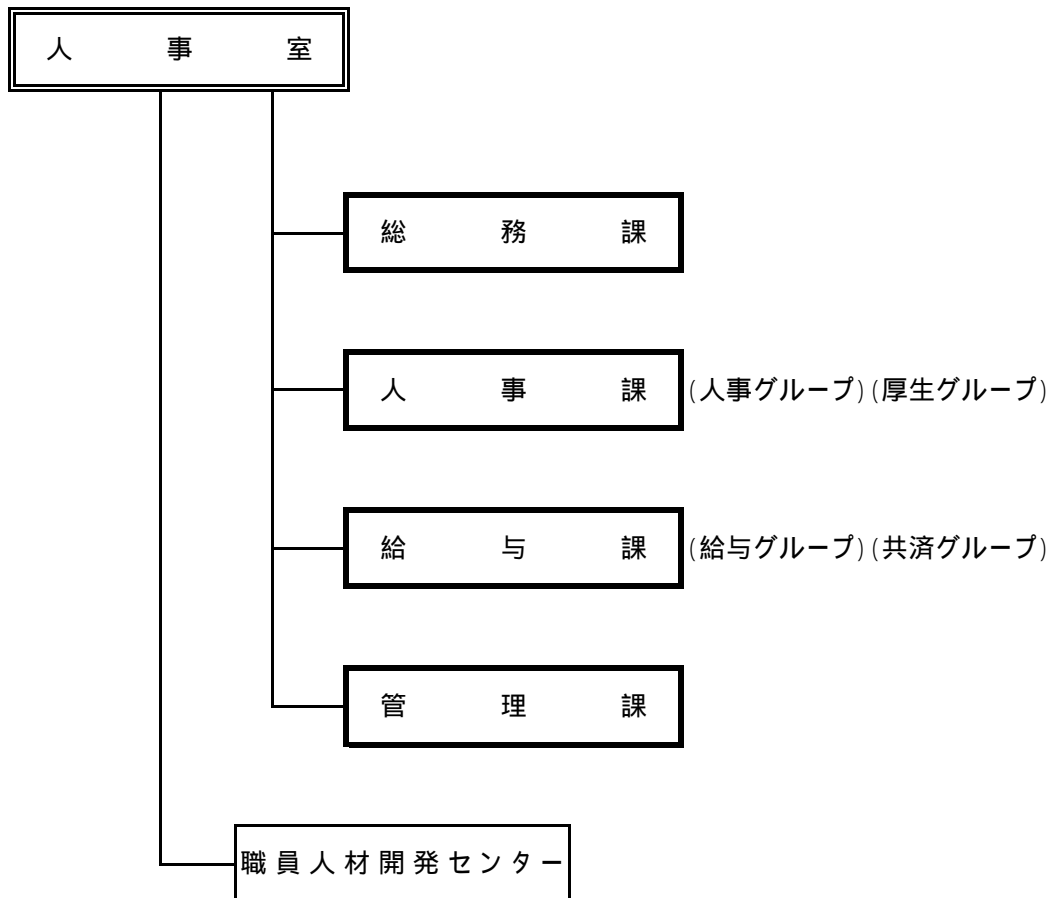 人事室
総務課
人事課 (人事グループ)(厚生グループ)
給与課 (給与グループ)(共済グループ)
管理課
職員人材開発センター